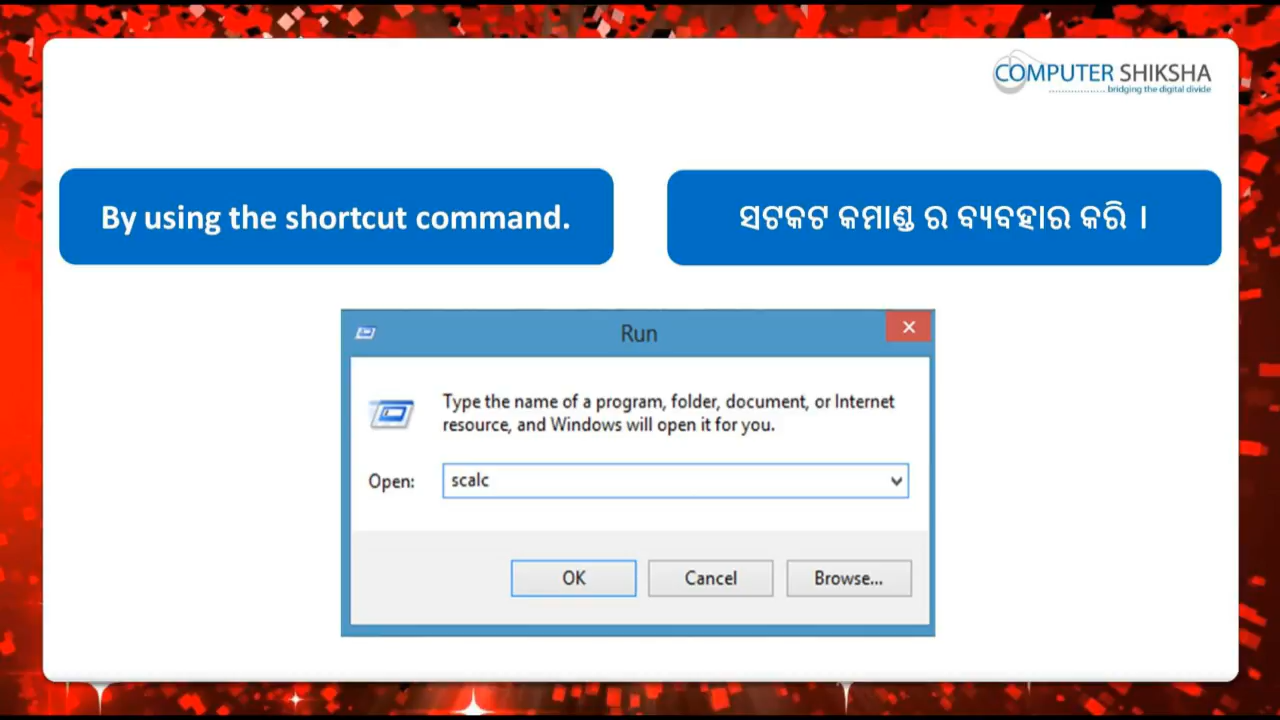 COMPUTER SHIKSHA
bridging the digital divide
By using the shortcut command.
ସଟକଟ କମାଣ୍ଡ ର ବ୍ୟବହାର କରି ।
Run
Type the name of a program, folder, document, or Internet
resource, and Windows will open it for you.
Open: scalc
OK Cancel Browse...